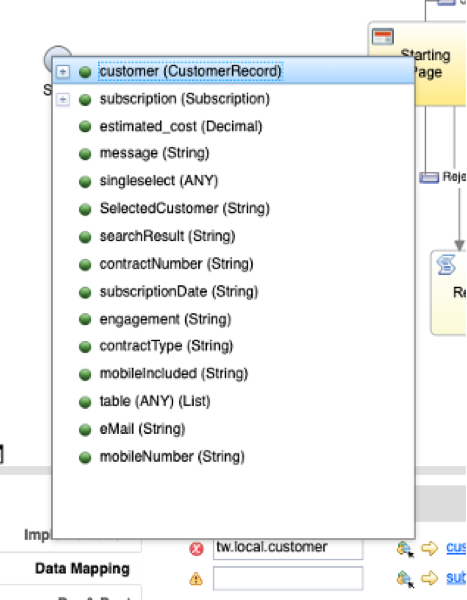 Starting
Page
S
customer (CustomerRecord)
subscription (Subscription)
estimated_cost (Decimal)
message (String)
singleselect (ANY)
SelectedCustomer (String)
Reje
searchResult (String)
contractNumber (String)
subscriptionDate (String)
Re
engagement (String)
contractType (String)
mobileIncluded (String)
table (ANY) (List)
eMail (String)
mobileNumber (String)
tw.local.customer
cus
Data Mapping
sub